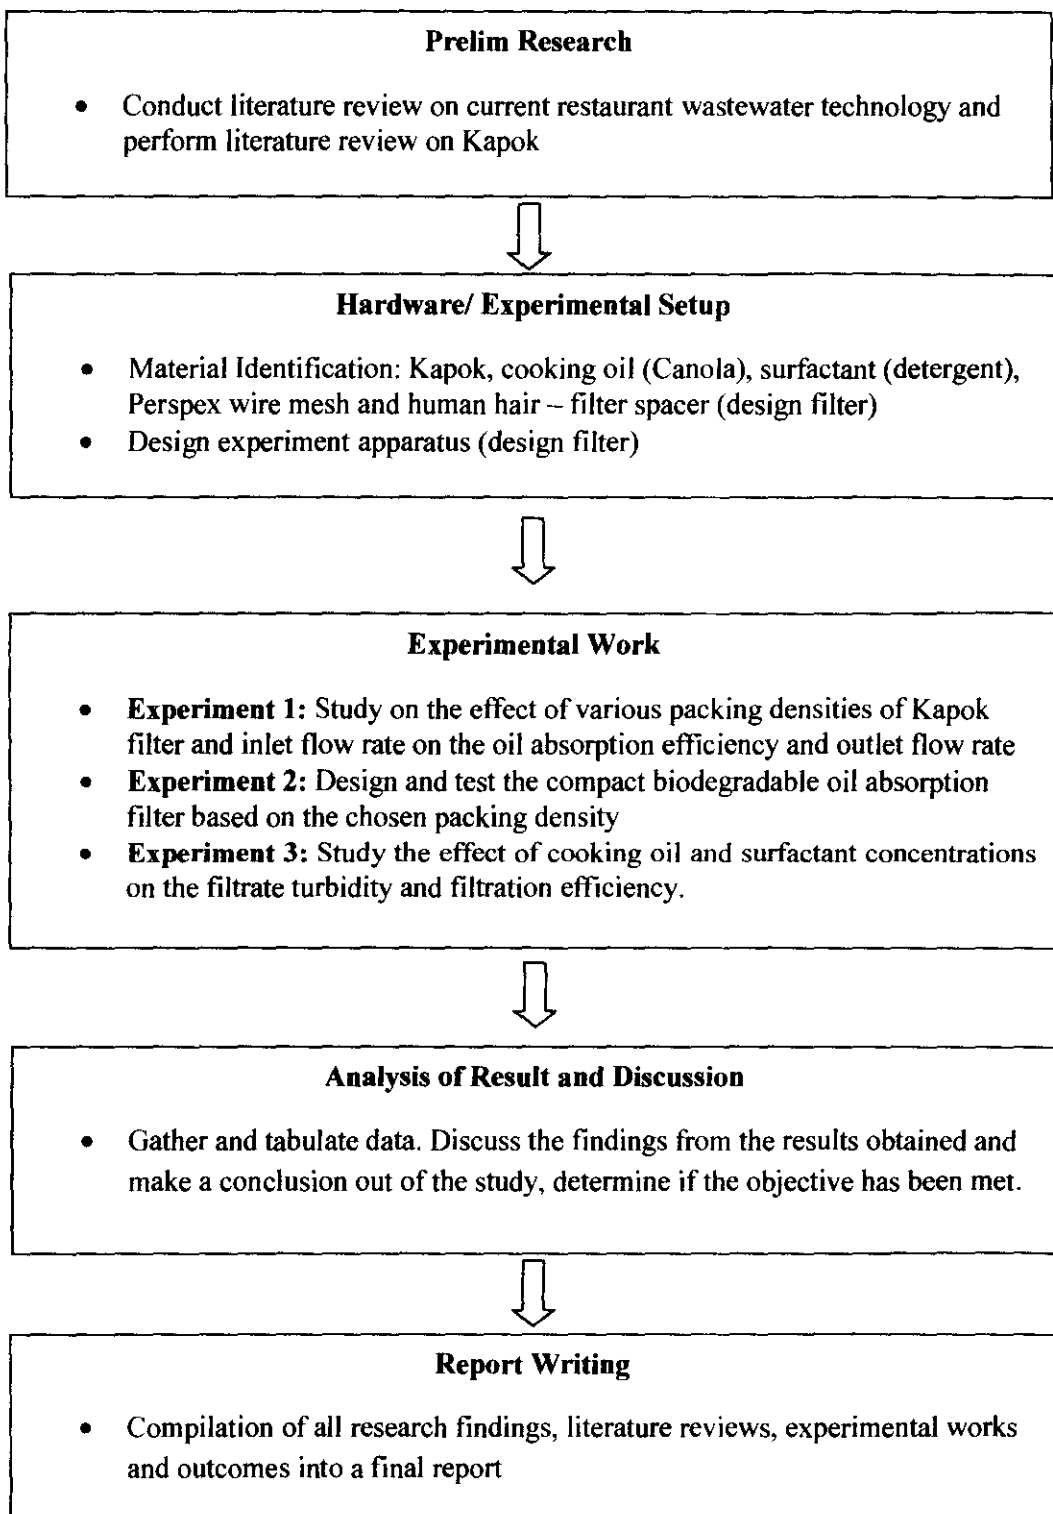 Prelim Research
• Conduct literature review on current restaurant wastewater technology and
perform literature review on Kapok
Hardware/ Experimental Setup
• Material Identification: Kapok, cooking oil (Canola), surfactant (detergent),
Perspex wire mesh and human hair – filter spacer (design filter)
• Design experiment apparatus (design filter)
Experimental Work
• Experiment 1: Study on the effect of various packing densities of Kapok
filter and inlet flow rate on the oil absorption efficiency and outlet flow rate
• Experiment 2: Design and test the compact biodegradable oil absorption
filter based on the chosen packing density
• Experiment 3: Study the effect of cooking oil and surfactant concentrations
on the filtrate turbidity and filtration efficiency.
Analysis of Result and Discussion
• Gather and tabulate data. Discuss the findings from the results obtained and
make a conclusion out of the study, determine if the objective has been met.
Report Writing
• Compilation of all research findings, literature reviews, experimental works
and outcomes into a final report